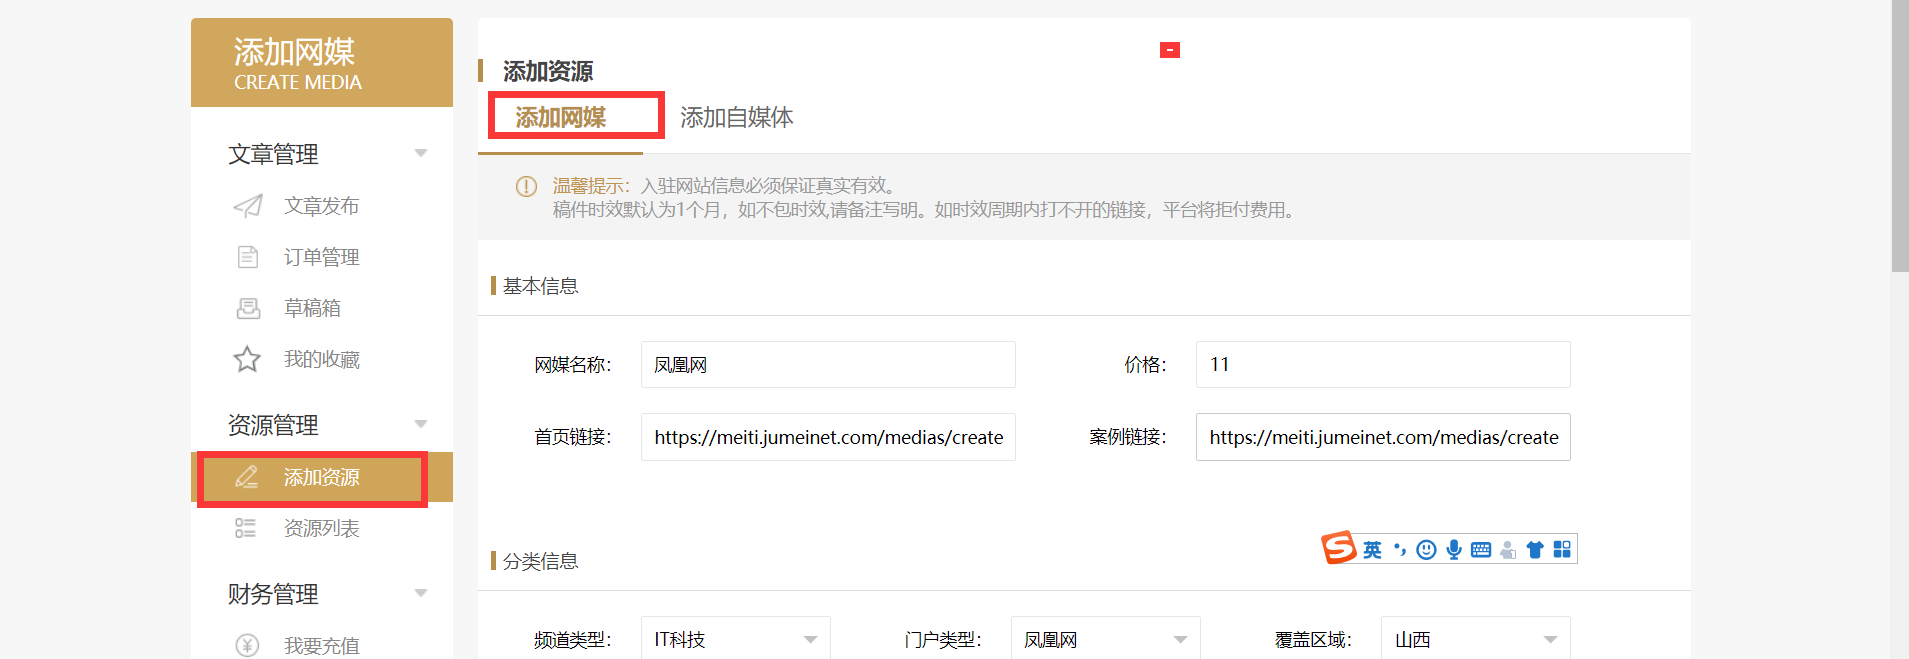 添加网媒
CREATE MEDIA
文章管理
文章发布
订单管理
草稿箱
我的收藏
资源管理
添加资源
资源列表
财务管理
我要充值
添加资源
添加网媒 添加自媒体
温馨提示：入驻网站信息必须保证真实有效。
稿件时效默认为1个月，如不包时效,请备注写明。如时效周期内打不开的链接，平台将拒付费用。
基本信息
网媒名称： 凤凰网 价格： 11
首页链接： https://meiti.jumeinet.com/medias/create 案例链接： https://meiti.jumeinet.com/medias/create
英
分类信息
频道类型： IT科技 门户类型： 凤凰网 覆盖区域： 山西